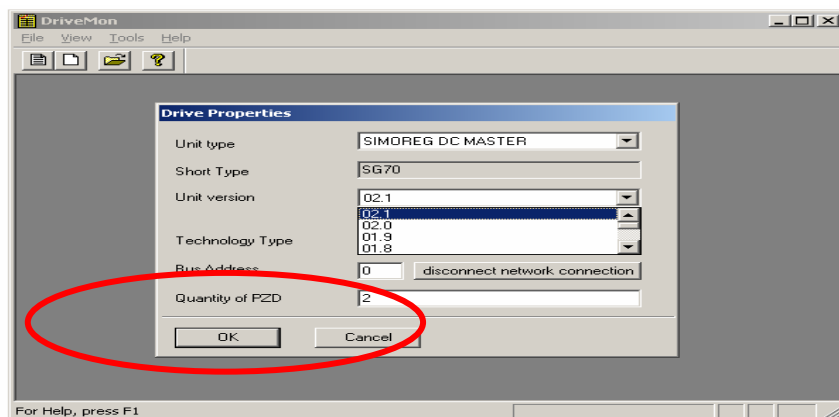 DriveMon
File View Tools Help
Drive Properties
Unit type SIMOREG DC MASTER
Short Type SG70
Unit version 02.1
02.1
02.0
Technology Type 01.9
01.8
Bus Address 0 disconnect network connection
Quantity of PZD 2
OK Cancel
For Help, press F1